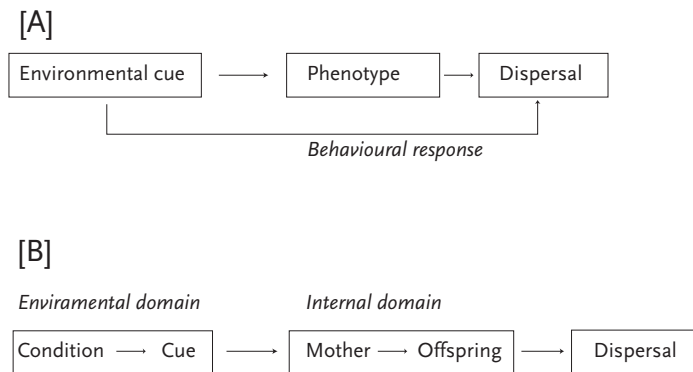 [A]
Environmental cue Phenotype Dispersal
Behavioural response
[B]
Enviramental domain Internal domain
Condition Cue Mother Offspring Dispersal